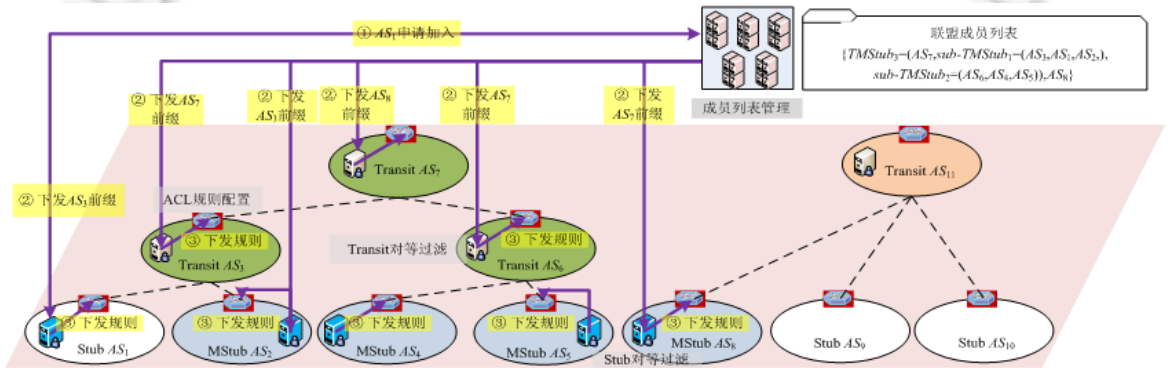 ① AS₁申请加入
联盟成员列表
{TMStub₃=(AS₇,sub-TMStub₁=(AS₃,AS₁,AS₂,),
sub-TMStub₂=(AS₆,AS₄,AS₅)),AS₈}
成员列表管理
② 下发AS₇
前缀
② 下发
AS₃前缀
② 下发AS₈
前缀
② 下发AS₇
前缀
② 下发
AS₇前缀
Transit AS₇
Transit AS₁₁
② 下发AS₃前缀
ACL规则配置
③ 下发规则
Transit AS₃
Transit对等过滤
③ 下发规则
Transit AS₆
下发规则
Stub AS₁
③ 下发规则
MStub AS₂
③ 下发规则
MStub AS₄
③ 下发规则
MStub AS₅
③ 下发规则
MStub AS₈
Stub AS₉
Stub AS₁₀
Stub对等过滤